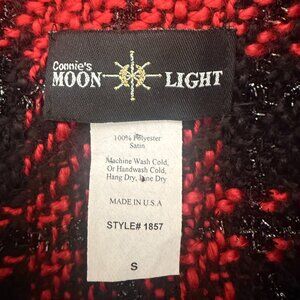 Connie's
MOON LIGHT
100% Polyester
Satin
Machine Wash Cold,
Or Handwash Cold,
Hang Dry, Line Dry
MADE IN U.S.A
STYLE# 1857
S